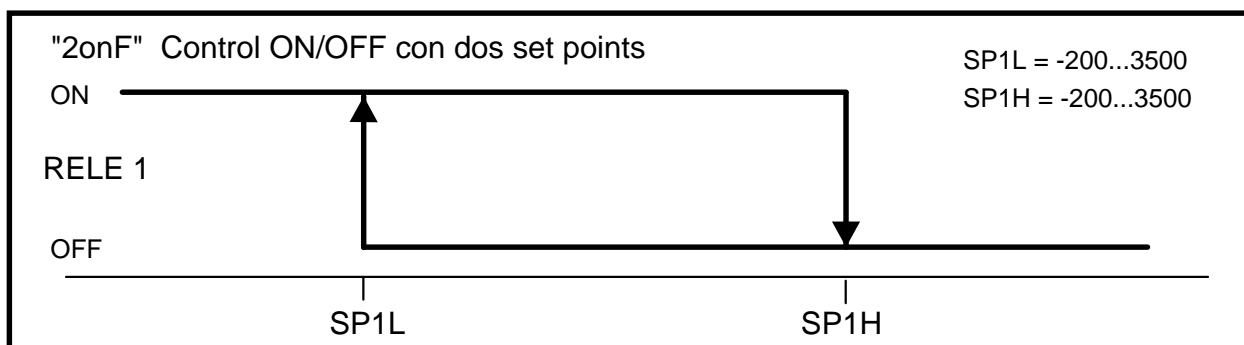 "2onF"  Control ON/OFF con dos set points
SP1L = -200...3500
SP1H = -200...3500
ON
RELE 1
OFF
SP1L
SP1H